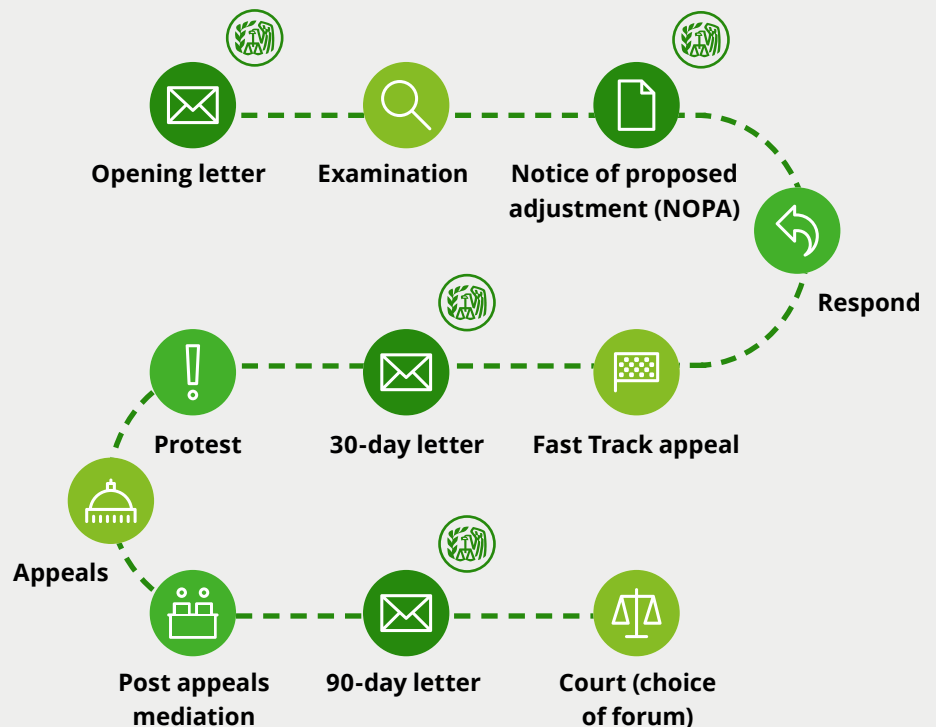 Opening letter
Examination
Notice of proposed
adjustment (NOPA)
Respond
Fast Track appeal
30-day letter
Protest
Appeals
Post appeals
mediation
90-day letter
Court (choice
of forum)